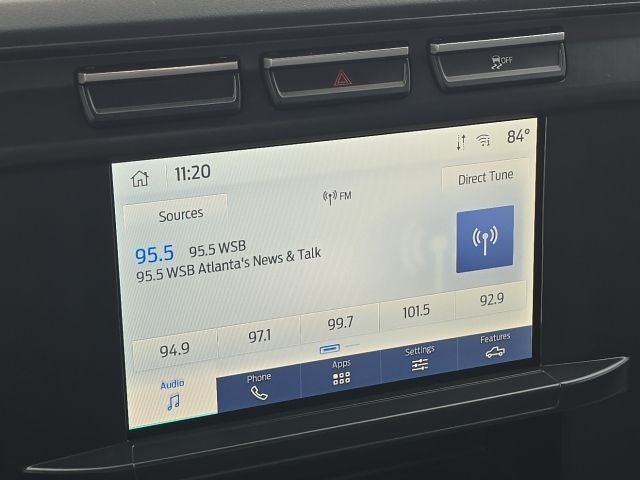 OFF
11:20
84°
Sources
FM
Direct Tune
95.5 95.5 WSB
95.5 WSB Atlanta's News & Talk
94.9 97.1 99.7 101.5 92.9
Audio Phone Apps Settings Features